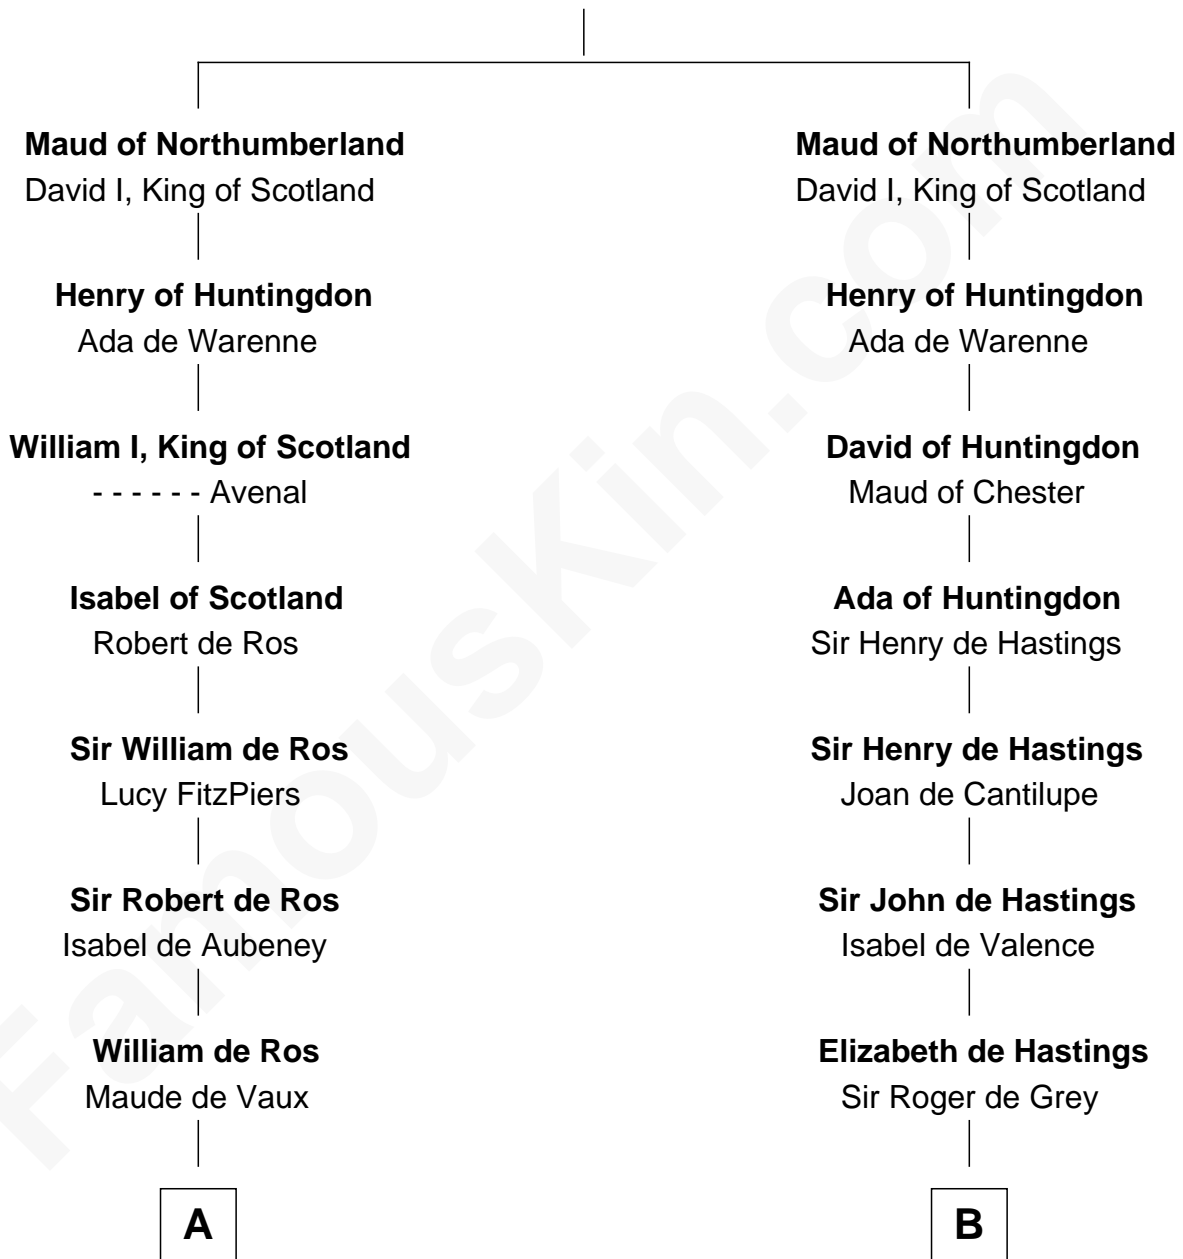 Maud of Northumberland
David I, King of Scotland
Henry of Huntingdon
Ada de Warenne
William I, King of Scotland
- - - - - - Avenal
Isabel of Scotland
Robert de Ros
Sir William de Ros
Lucy FitzPiers
Sir Robert de Ros
Isabel de Aubeney
William de Ros
Maude de Vaux
A
Maud of Northumberland
David I, King of Scotland
Henry of Huntingdon
Ada de Warenne
David of Huntingdon
Maud of Chester
Ada of Huntingdon
Sir Henry de Hastings
Sir Henry de Hastings
Joan de Cantilupe
Sir John de Hastings
Isabel de Valence
Elizabeth de Hastings
Sir Roger de Grey
B
FamousKin.com